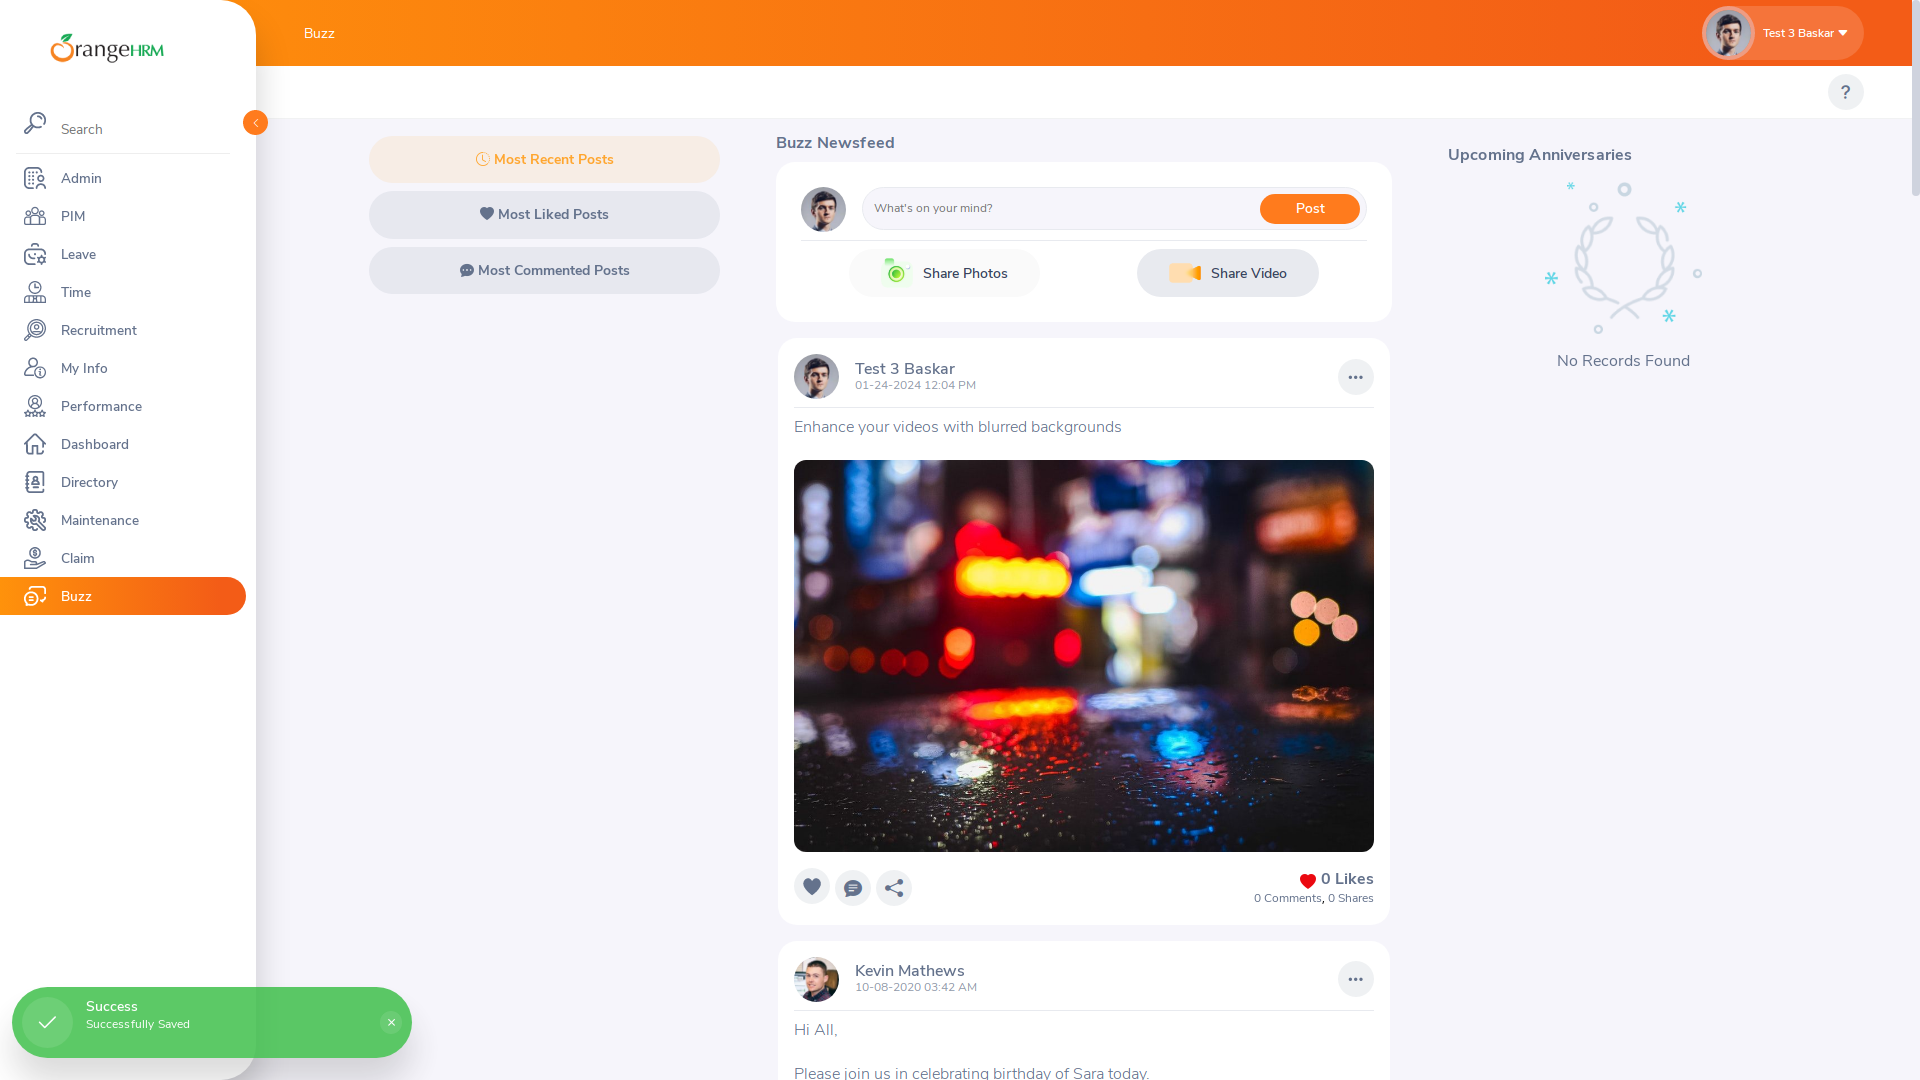 OrangeHRM
Search
Admin
PIM
Leave
Time
Recruitment
My Info
Performance
Dashboard
Directory
Maintenance
Claim
Buzz
Buzz
Test 3 Baskar
?
Most Recent Posts
Most Liked Posts
Most Commented Posts
Buzz Newsfeed
What's on your mind?
Post
Share Photos
Share Video
Test 3 Baskar
01-24-2024 12:04 PM
Enhance your videos with blurred backgrounds
0 Likes
0 Comments, 0 Shares
Kevin Mathews
10-08-2020 03:42 AM
Hi All,
Please join us in celebrating birthday of Sara today.
Upcoming Anniversaries
No Records Found
Success
Successfully Saved